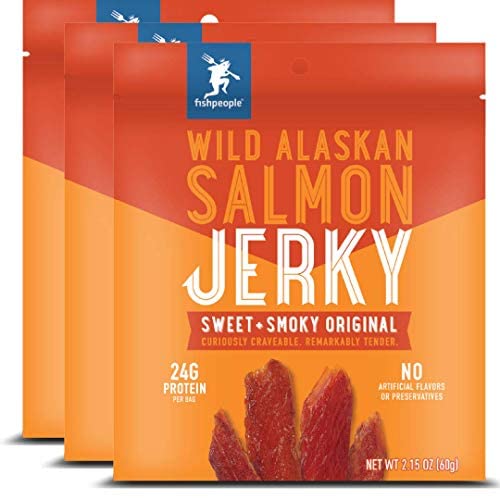 fishpeople
WILD ALASKAN
SALMON
JERKY
SWEET + SMOKY ORIGINAL
CURIOUSLY CRAVEABLE. REMARKABLY TENDER.
24G
PROTEIN
PER BAG
NO
ARTIFICIAL FLAVORS
OR PRESERVATIVES
NET WT 2.15 OZ (60g)